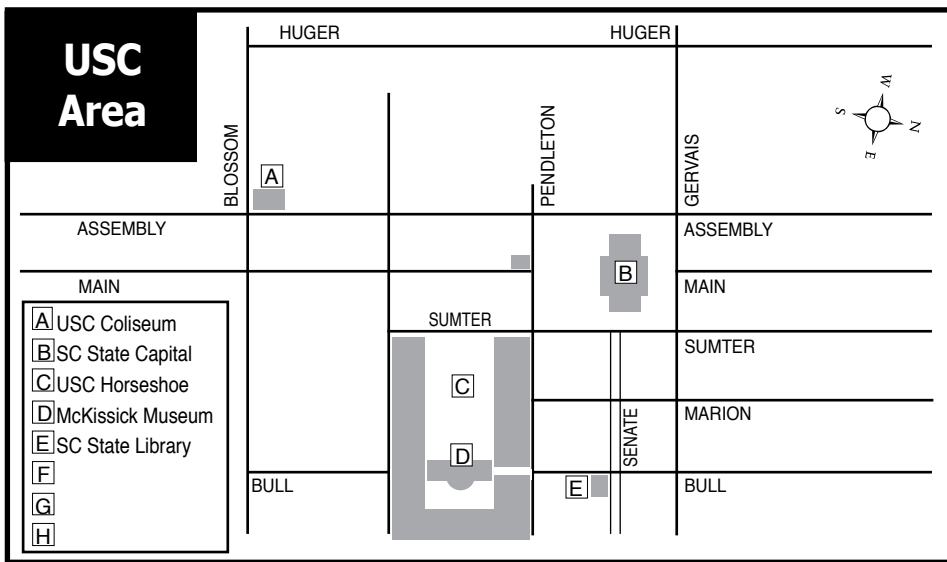 USC
Area
HUGER
HUGER
W
S
N
E
BLOSSOM
PENDLETON
GERVAIS
A
ASSEMBLY
ASSEMBLY
B
MAIN
MAIN
SUMTER
SUMTER
C
MARION
SENATE
D
BULL
E
BULL
A USC Coliseum
B SC State Capital
C USC Horseshoe
D McKissick Museum
E SC State Library
F
G
H